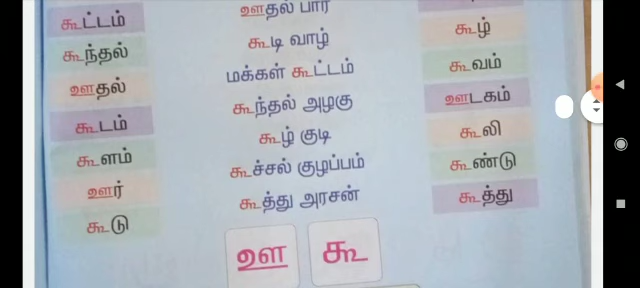 கூட்டம்
கூந்தல்
ஊதல்
கூடம்
கூளம்
ஊர்
கூடு
ஊதல் பார்
கூடி வாழ்
மக்கள் கூட்டம்
கூந்தல் அழகு
கூழ் குடி
கூச்சல் குழப்பம்
கூத்து அரசன்
கூழ்
கூவம்
ஊடகம்
கூலி
கூண்டு
கூத்து
ஊ
கூ